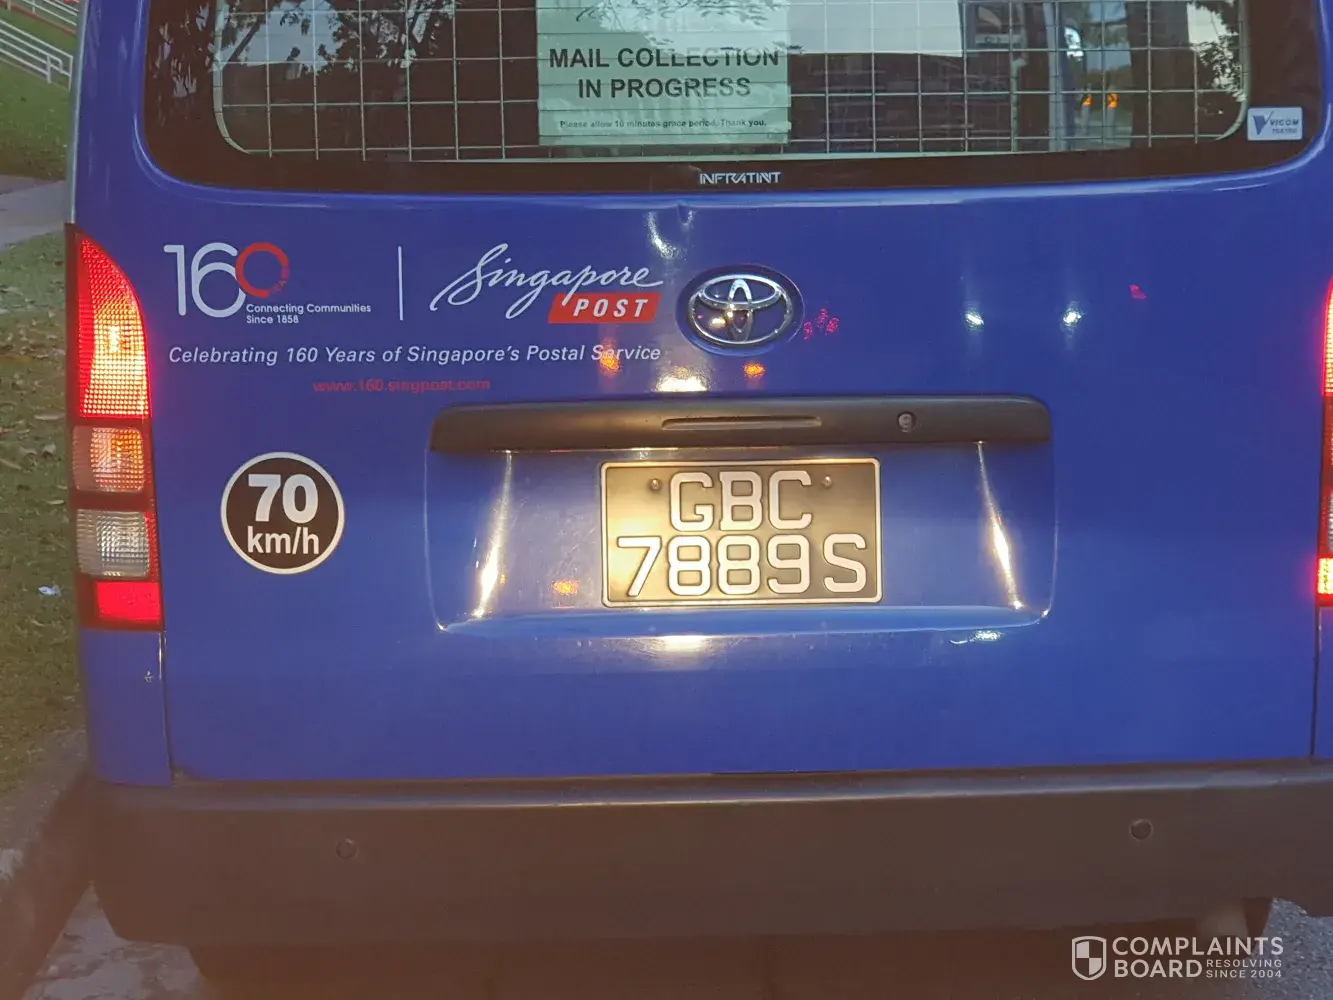 MAIL COLLECTION
IN PROGRESS
Please allow 10 minutes grace period. Thank you.
VICOM
INFRATINT
160
Connecting Communities
Since 1858
Singapore
POST
Celebrating 160 Years of Singapore's Postal Service
www.160.singpost.com
70
km/h
GBC
7889S
COMPLAINTS
BOARD RESOLVING
SINCE 2004